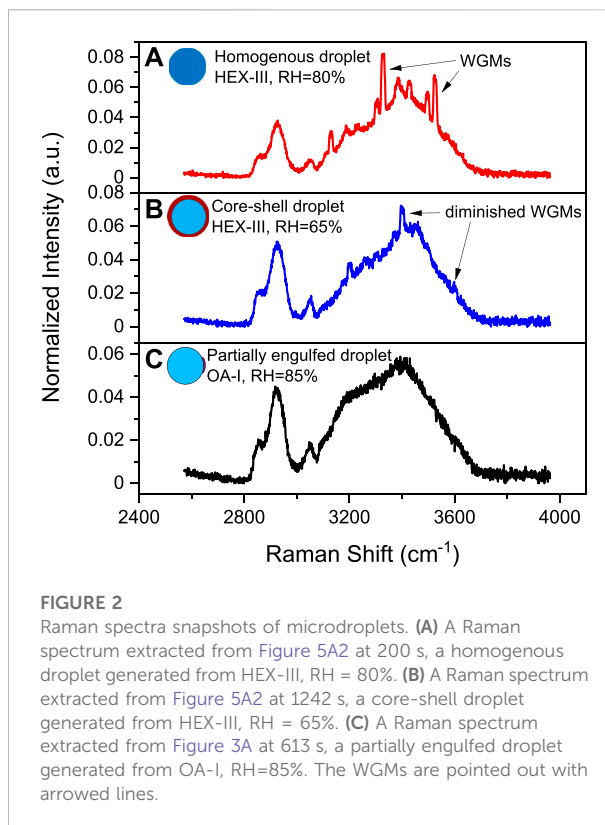 A Homogenous droplet
HEX-III, RH=80%
WGMs
0.08
0.06
0.04
0.02
0
B Core-shell droplet
HEX-III, RH=65%
diminished WGMs
0.08
0.06
0.04
0.02
0
C Partially engulfed droplet
OA-I, RH=85%
0.06
0.04
0.02
0
Normalized Intensity (a.u.)
2400 2800 3200 3600 4000
Raman Shift (cm⁻¹)
FIGURE 2
Raman spectra snapshots of microdroplets. (A) A Raman
spectrum extracted from Figure 5A2 at 200 s, a homogenous
droplet generated from HEX-III, RH = 80%. (B) A Raman spectrum
extracted from Figure 5A2 at 1242 s, a core-shell droplet
generated from HEX-III, RH = 65%. (C) A Raman spectrum
extracted from Figure 3A at 613 s, a partially engulfed droplet
generated from OA-I, RH=85%. The WGMs are pointed out with
arrowed lines.